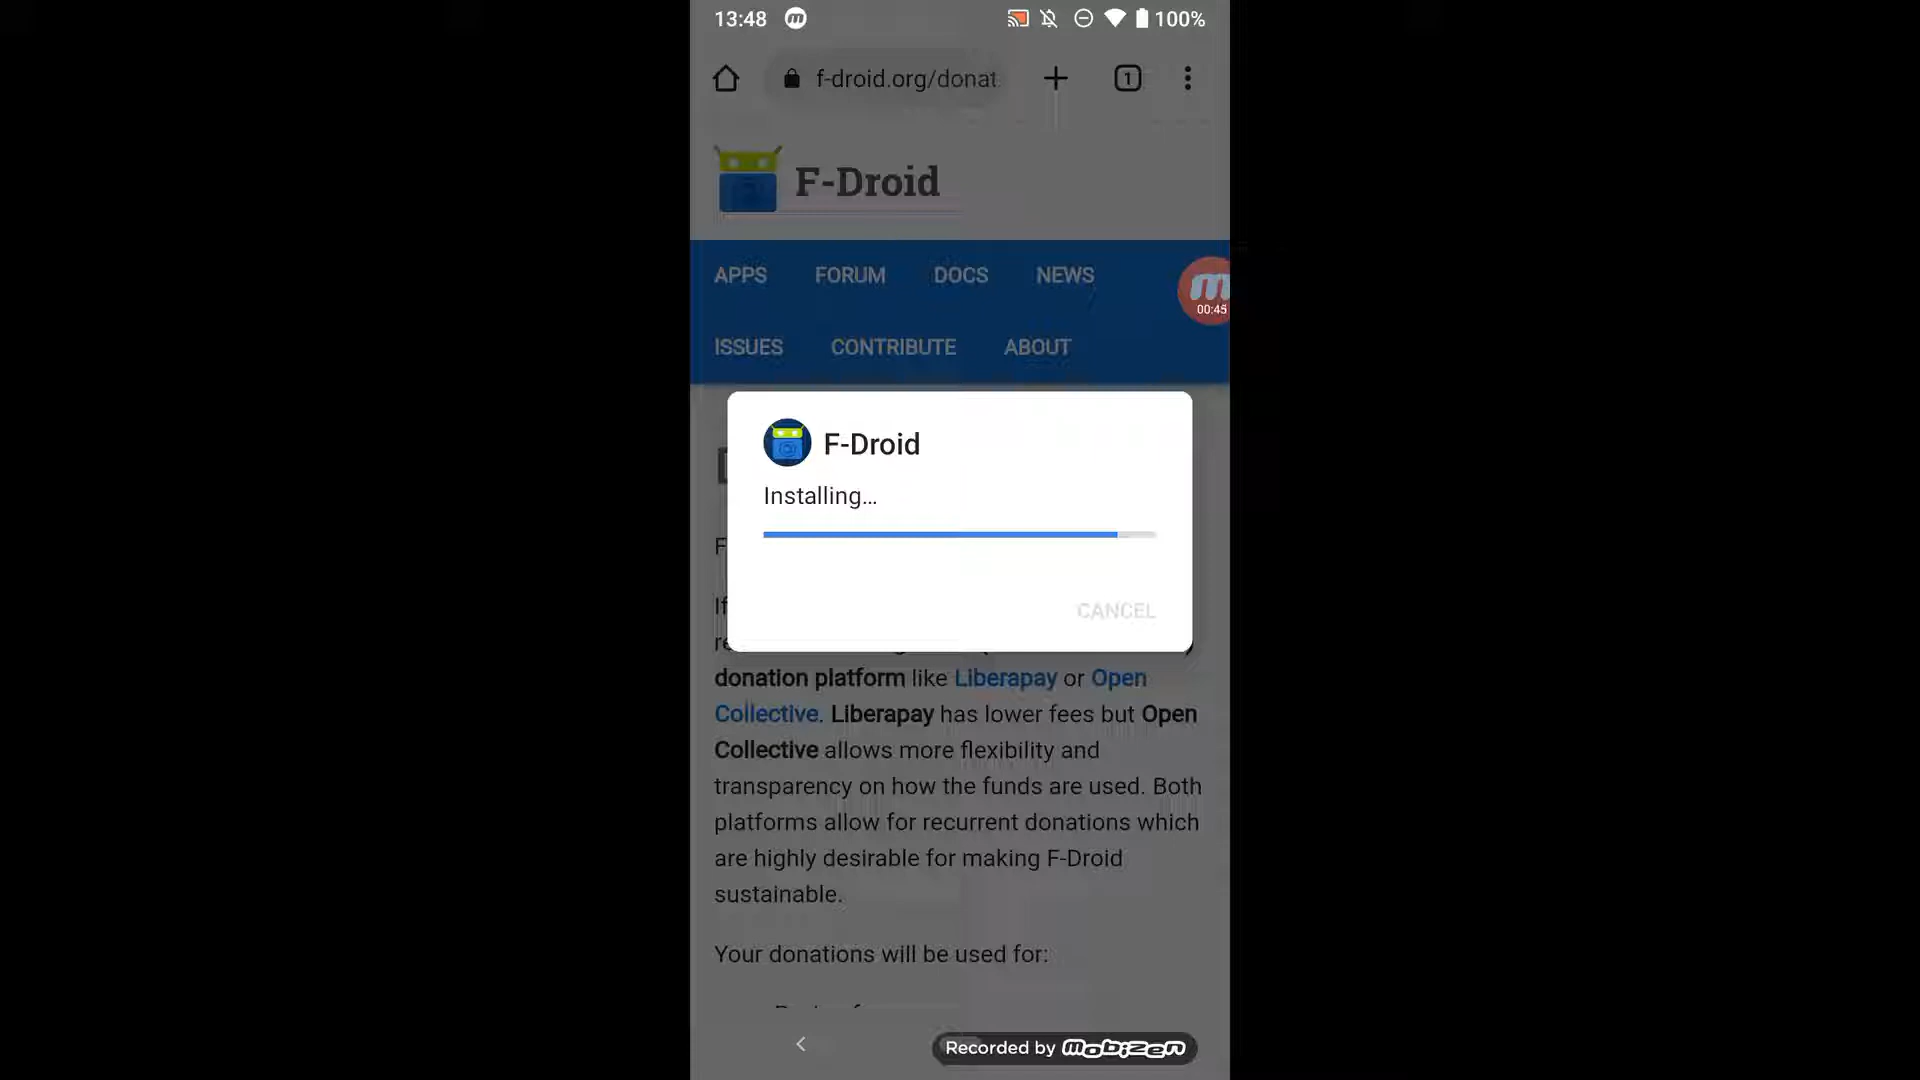 13:48 m 100%
f-droid.org/donat
1
F-Droid
APPS FORUM DOCS NEWS
m
00:45
ISSUES CONTRIBUTE ABOUT
F-Droid
Installing…
CANCEL
F
If
re
donation platform like Liberapay or Open
Collective. Liberapay has lower fees but Open
Collective allows more flexibility and
transparency on how the funds are used. Both
platforms allow for recurrent donations which
are highly desirable for making F-Droid
sustainable.
Your donations will be used for:
Recorded by mobizen